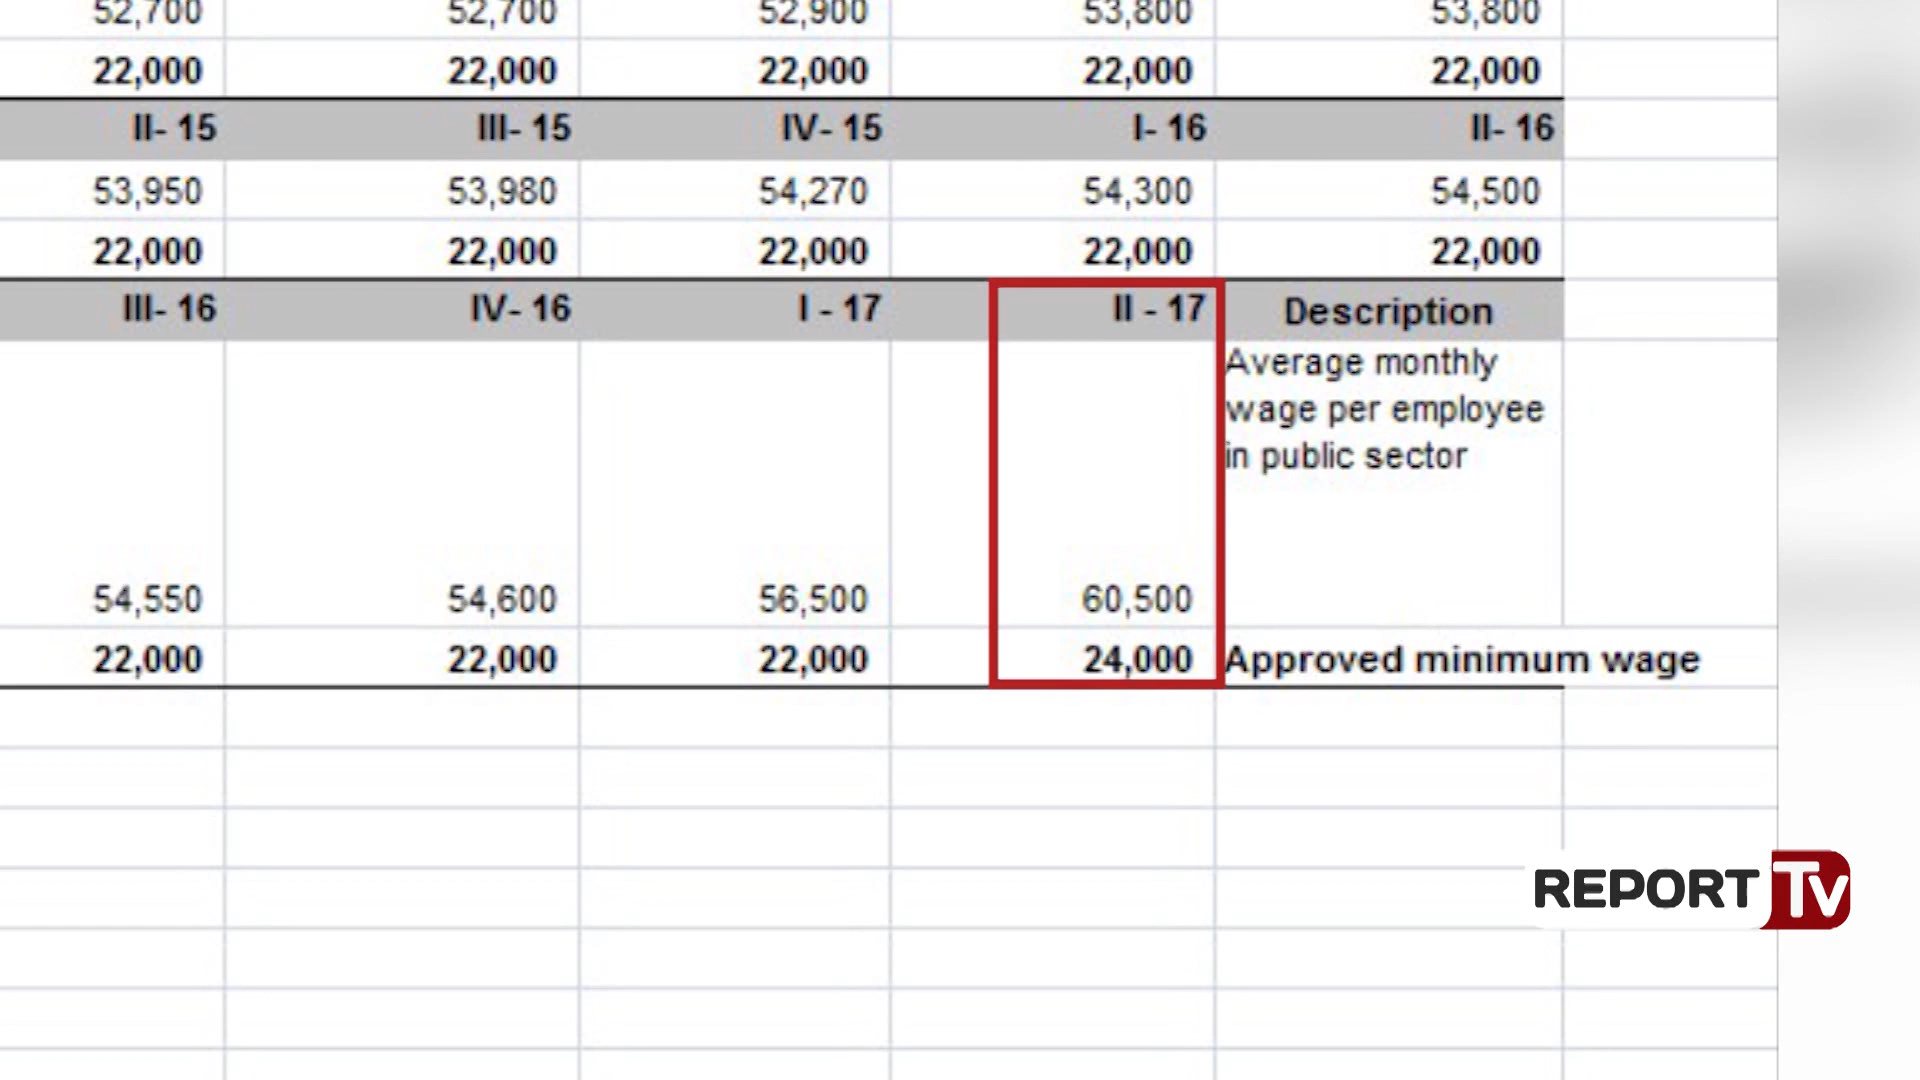 52,700 52,700 52,900 53,800 53,800
22,000 22,000 22,000 22,000 22,000
II- 15 III- 15 IV- 15 I- 16 II- 16
53,950 53,980 54,270 54,300 54,500
22,000 22,000 22,000 22,000 22,000
III- 16 IV- 16 I - 17 II - 17 Description
Average monthly
wage per employee
in public sector
54,550 54,600 56,500 60,500
22,000 22,000 22,000 24,000 Approved minimum wage
REPORT TV